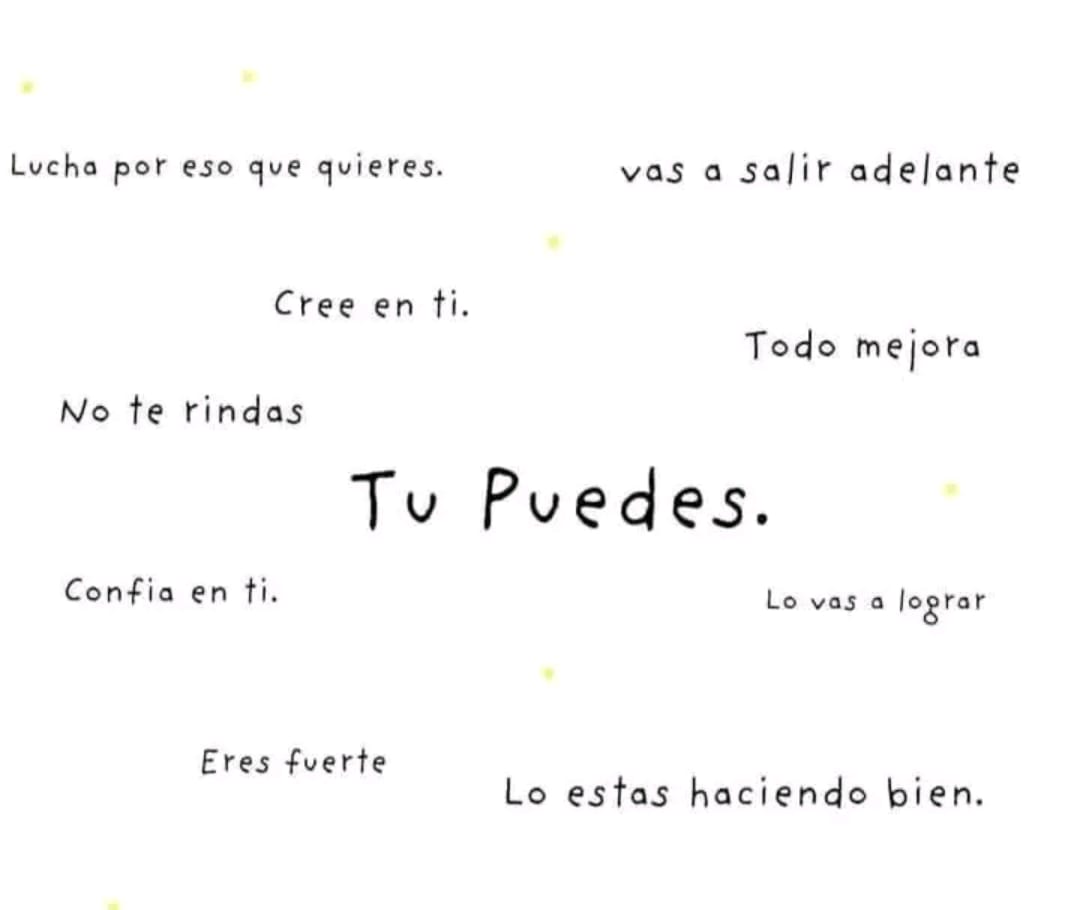 Lucha por eso que quieres.
vas a salir adelante
Cree en ti.
Todo mejora
No te rindas
Tu Puedes.
Confia en ti.
Lo vas a lograr
Eres fuerte
Lo estas haciendo bien.